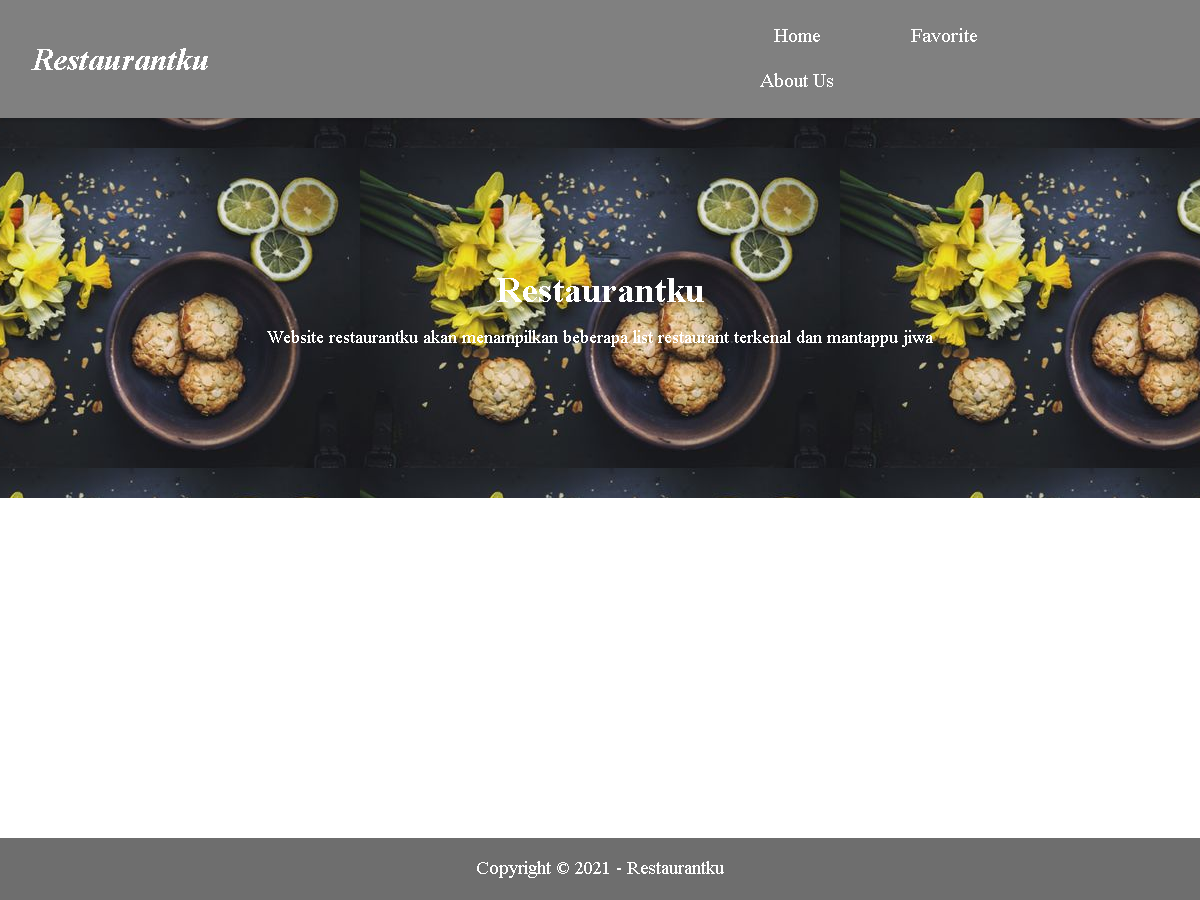 Restaurantku
Home
Favorite
About Us
Restaurantku
Website restaurantku akan menampilkan beberapa list restaurant terkenal dan mantappu jiwa
Copyright © 2021 - Restaurantku